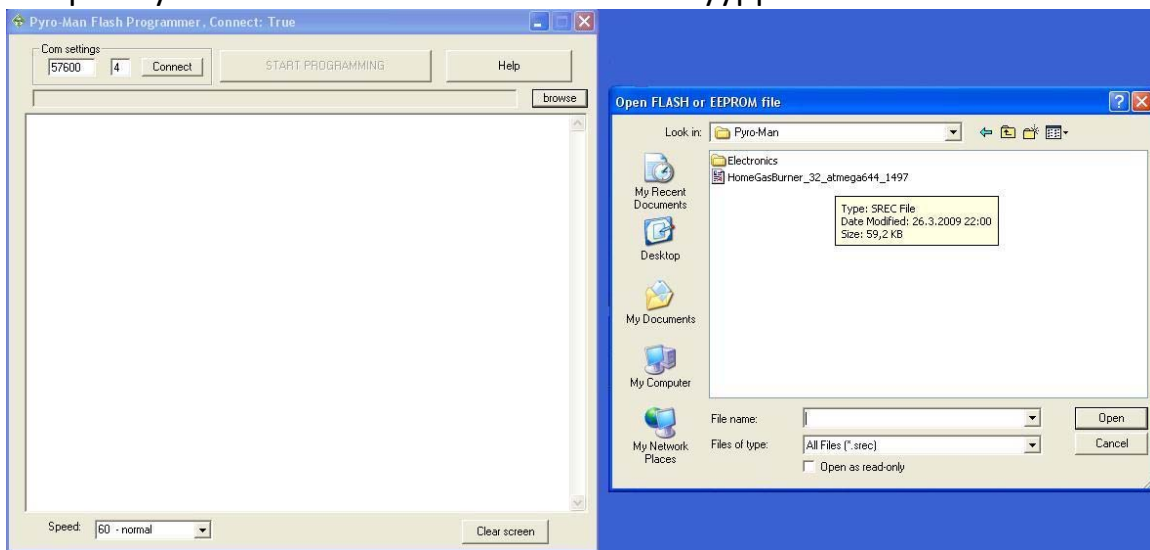 Pyro-Man Flash Programmer, Connect: True
Com settings
57600 4 Connect START PROGRAMMING Help
browse
Speed: 60 - normal Clear screen
Open FLASH or EEPROM file
Look in: Pyro-Man
My Recent Documents
Desktop
My Documents
My Computer
My Network Places
Electronics
HomeGasBurner_32_atmega644_1497
Type: SREC File
Date Modified: 26.3.2009 22:00
Size: 59,2 KB
File name: Open
Files of type: All Files (*.srec) Cancel
Open as read-only